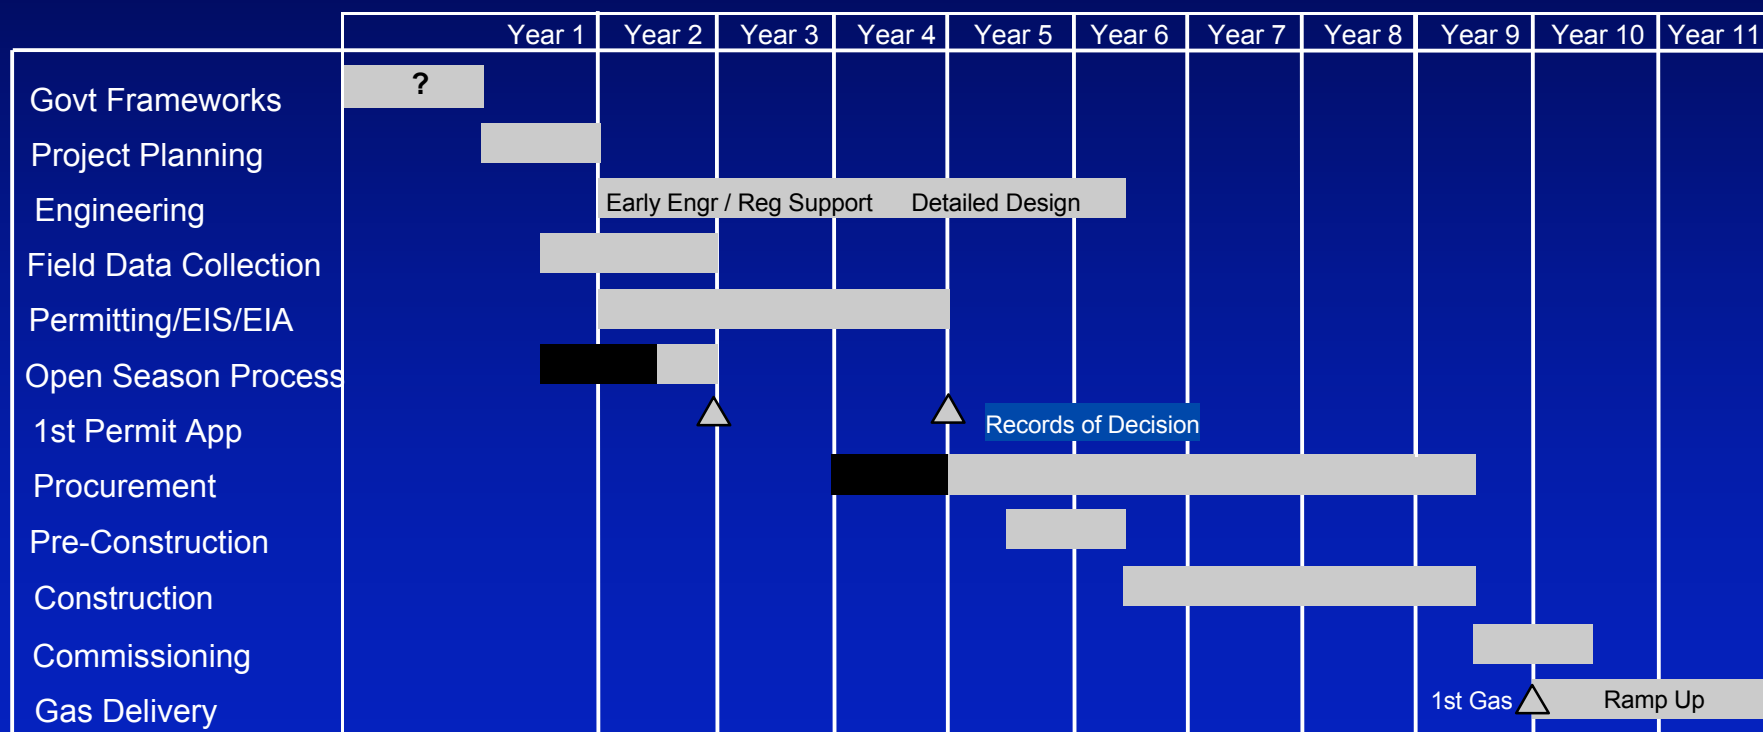 Year 1 Year 2 Year 3 Year 4 Year 5 Year 6 Year 7 Year 8 Year 9 Year 10 Year 11
Govt Frameworks ?
Project Planning
Engineering Early Engr / Reg Support Detailed Design
Field Data Collection
Permitting/EIS/EIA
Open Season Process
1st Permit App Records of Decision
Procurement
Pre-Construction
Construction
Commissioning
Gas Delivery 1st Gas Ramp Up